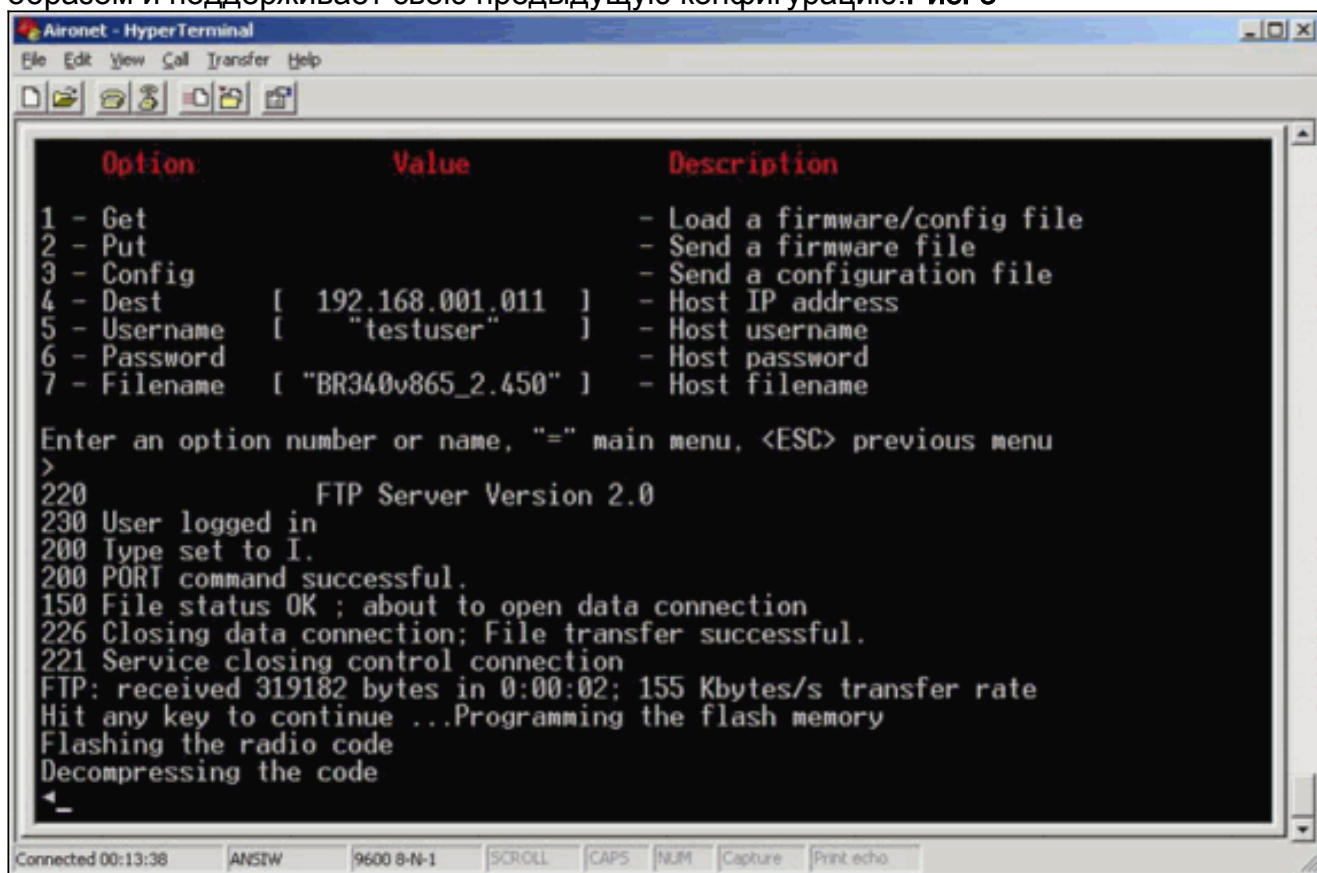 образом и поддерживает свою предыдущую конфигурацию.
Aironet - HyperTerminal
File Edit View Call Transfer Help
Option Value Description
1 - Get - Load a firmware/config file
2 - Put - Send a firmware file
3 - Config - Send a configuration file
4 - Dest [ 192.168.001.011 ] - Host IP address
5 - Username [ "testuser" ] - Host username
6 - Password - Host password
7 - Filename [ "BR340v865_2.450" ] - Host filename
Enter an option number or name, "=" main menu, <ESC> previous menu
>
220 FTP Server Version 2.0
230 User logged in
200 Type set to I.
200 PORT command successful.
150 File status OK ; about to open data connection
226 Closing data connection; File transfer successful.
221 Service closing control connection
FTP: received 319182 bytes in 0:00:02; 155 Kbytes/s transfer rate
Hit any key to continue ...Programming the flash memory
Flashing the radio code
Decompressing the code
Connected 00:13:38 ANSIW 9600 8-N-1 SCROLL CAPS NUM Capture Print echo